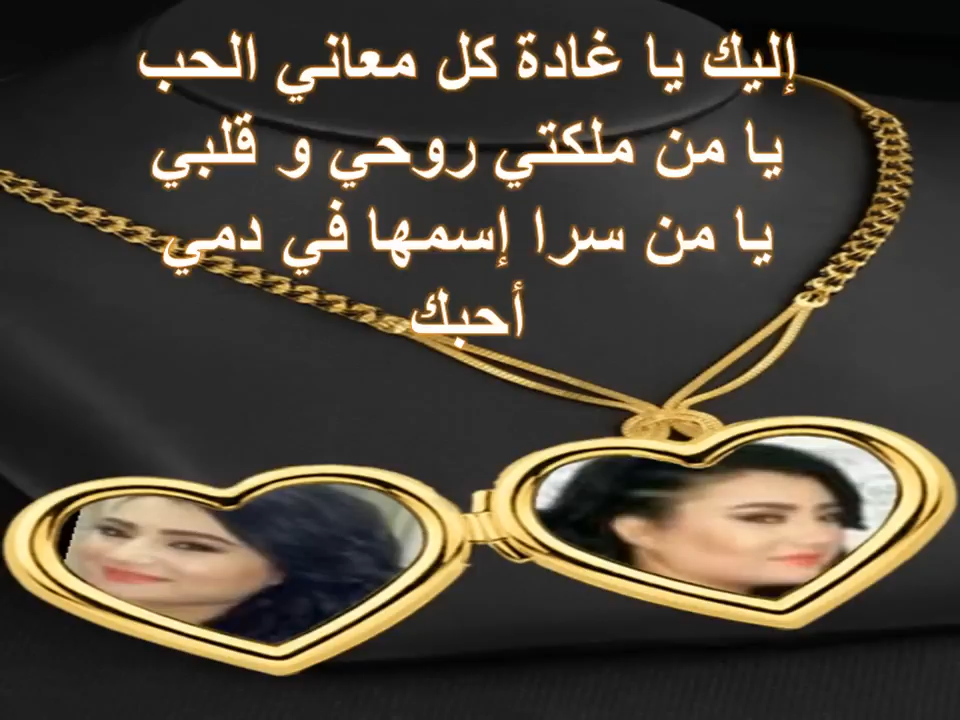 إليك يا غادة كل معاني الحب
يا من ملكتي روحي و قلبي
يا من سرا إسمها في دمي
أحبك